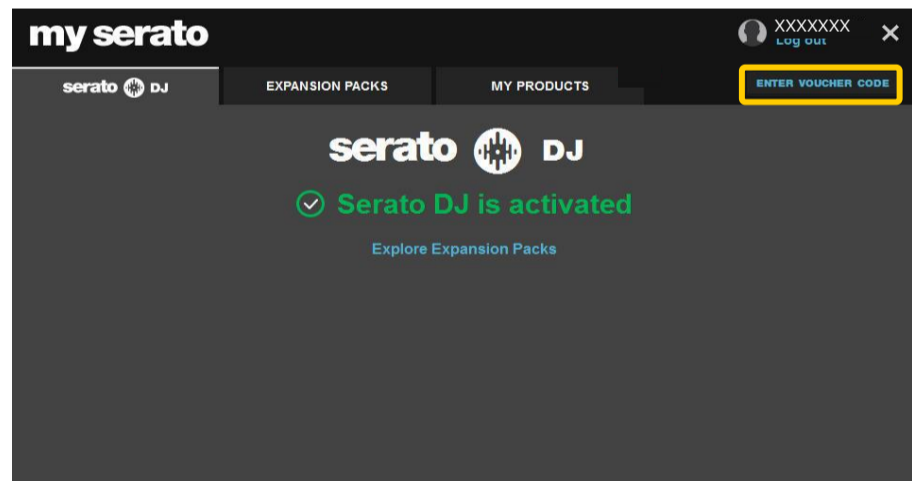 my serato
XXXXXXX
Log out
serato DJ
EXPANSION PACKS
MY PRODUCTS
ENTER VOUCHER CODE
serato DJ
Serato DJ is activated
Explore Expansion Packs